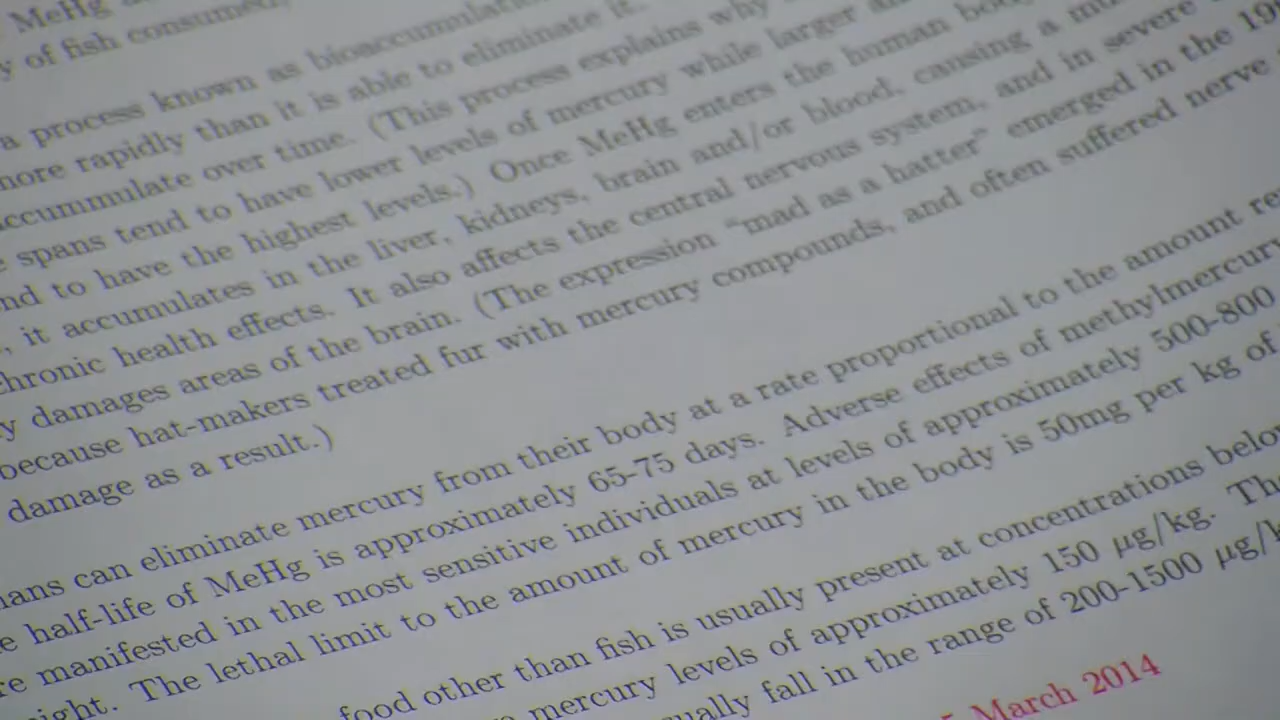 MeHg
y of fish consumed,
a process known as bioaccumulati
more rapidly than it is able to eliminate it.
accummulate over time. (This process explains why
spans tend to have lower levels of mercury while larger
nd to have the highest levels.) Once MeHg enters the human body
, it accumulates in the liver, kidneys, brain and/or blood, causing a mu
chronic health effects. It also affects the central nervous system, and in severe
y damages areas of the brain. (The expression “mad as a hatter” emerged in the 19
because hat-makers treated fur with mercury compounds, and often suffered nerve
damage as a result.)
ans can eliminate mercury from their body at a rate proportional to the amount re
e half-life of MeHg is approximately 65-75 days. Adverse effects of methylmercury
re manifested in the most sensitive individuals at levels of approximately 500-800
ight. The lethal limit to the amount of mercury in the body is 50mg per kg of
food other than fish is usually present at concentrations below
mercury levels of approximately 150 μg/kg. Th
ually fall in the range of 200-1500 μg/k
March 2014